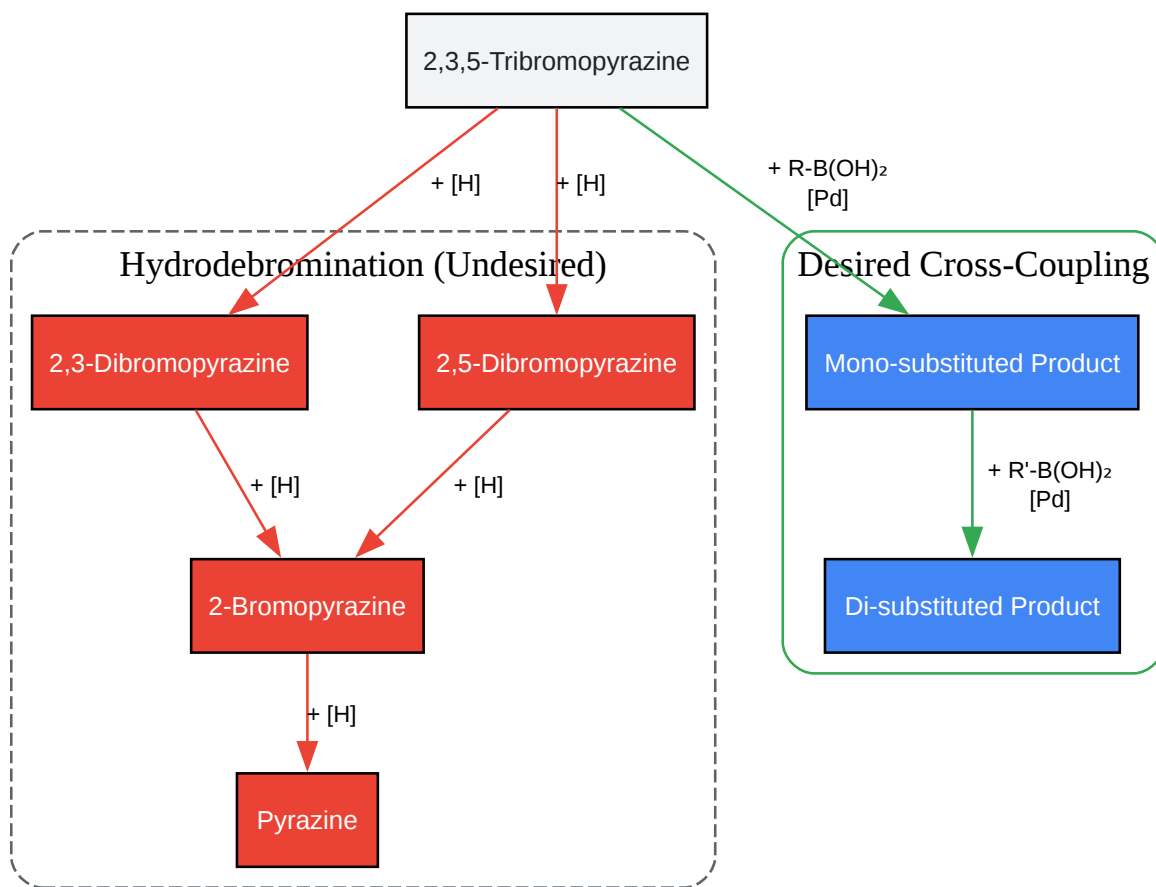 2,3,5-Tribromopyrazine
+ [H]
+ [H]
+ R-B(OH)₂
[Pd]
Hydrodebromination (Undesired)
Desired Cross-Coupling
2,3-Dibromopyrazine
2,5-Dibromopyrazine
Mono-substituted Product
+ [H]
+ [H]
+ R'-B(OH)₂
[Pd]
2-Bromopyrazine
Di-substituted Product
+ [H]
Pyrazine